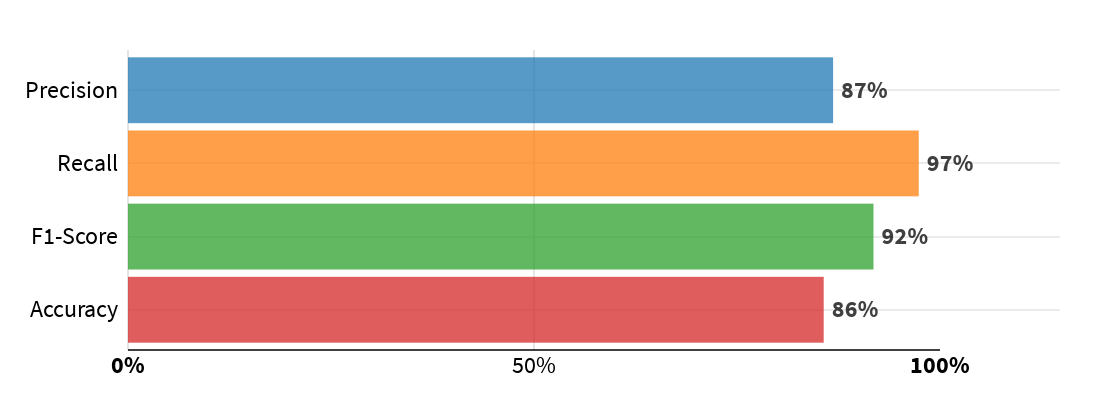 Precision 87%
Recall 97%
F1-Score 92%
Accuracy 86%
0% 50% 100%